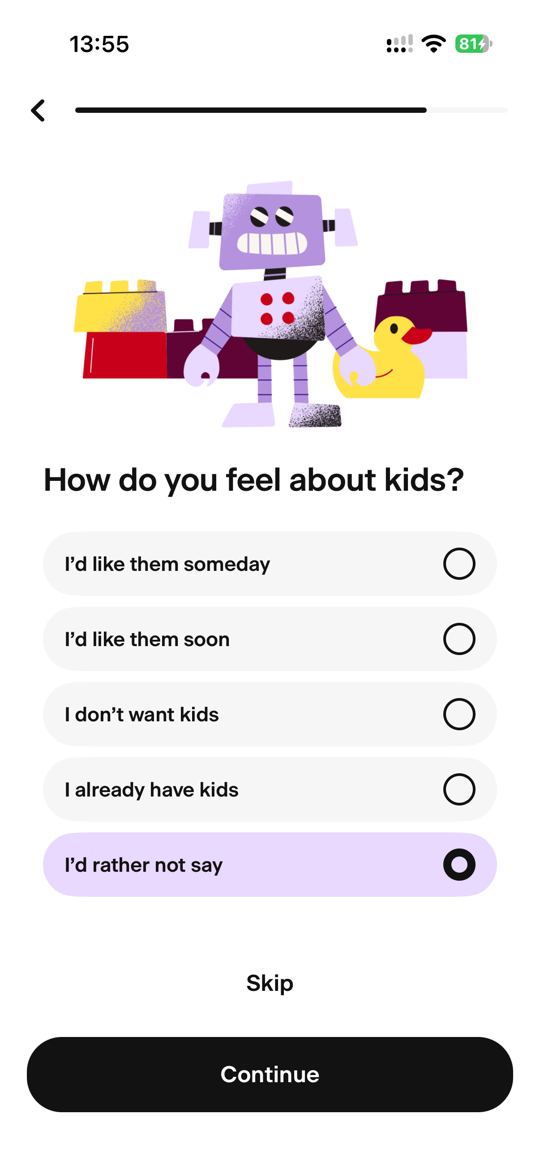 13:55
81
How do you feel about kids?
I’d like them someday
I’d like them soon
I don’t want kids
I already have kids
I’d rather not say
Skip
Continue